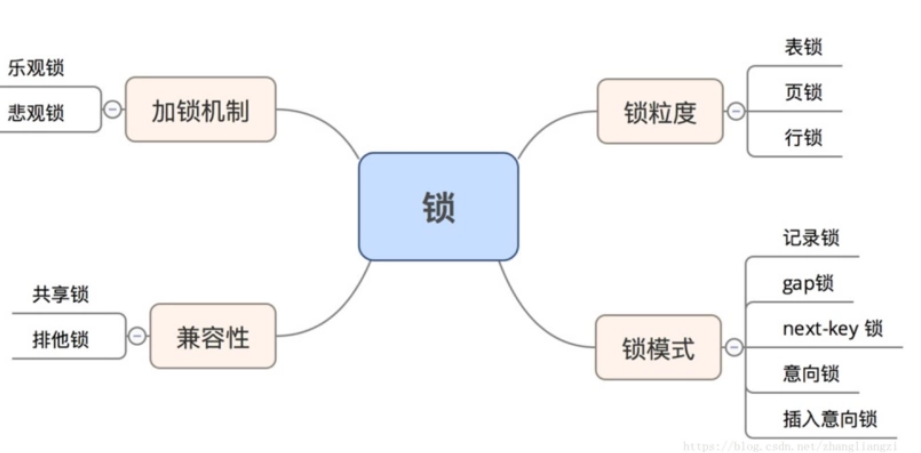 锁
加锁机制
乐观锁
悲观锁
兼容性
共享锁
排他锁
锁粒度
表锁
页锁
行锁
锁模式
记录锁
gap锁
next-key 锁
意向锁
插入意向锁
https://blog.csdn.net/zhangliangzi